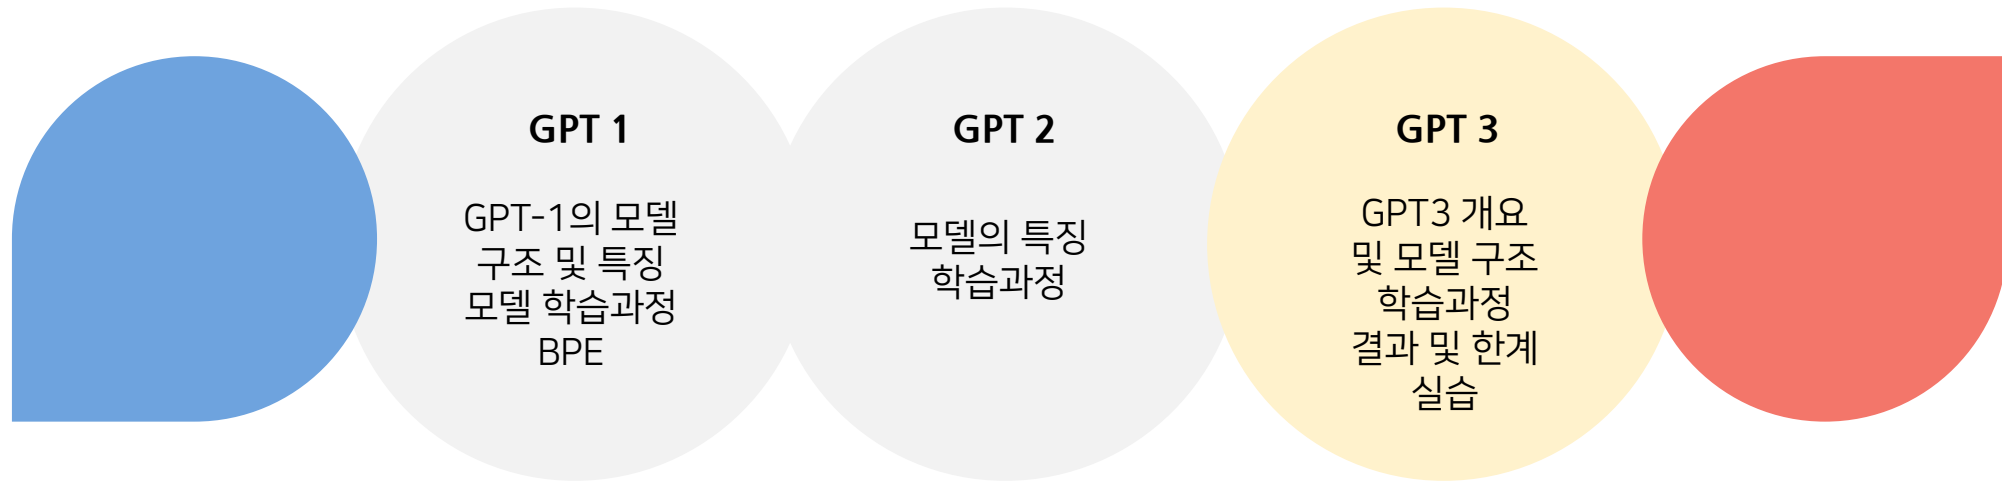 GPT 1
GPT-1의 모델
구조 및 특징
모델 학습과정
BPE
GPT 2
모델의 특징
학습과정
GPT 3
GPT3 개요
및 모델 구조
학습과정
결과 및 한계
실습